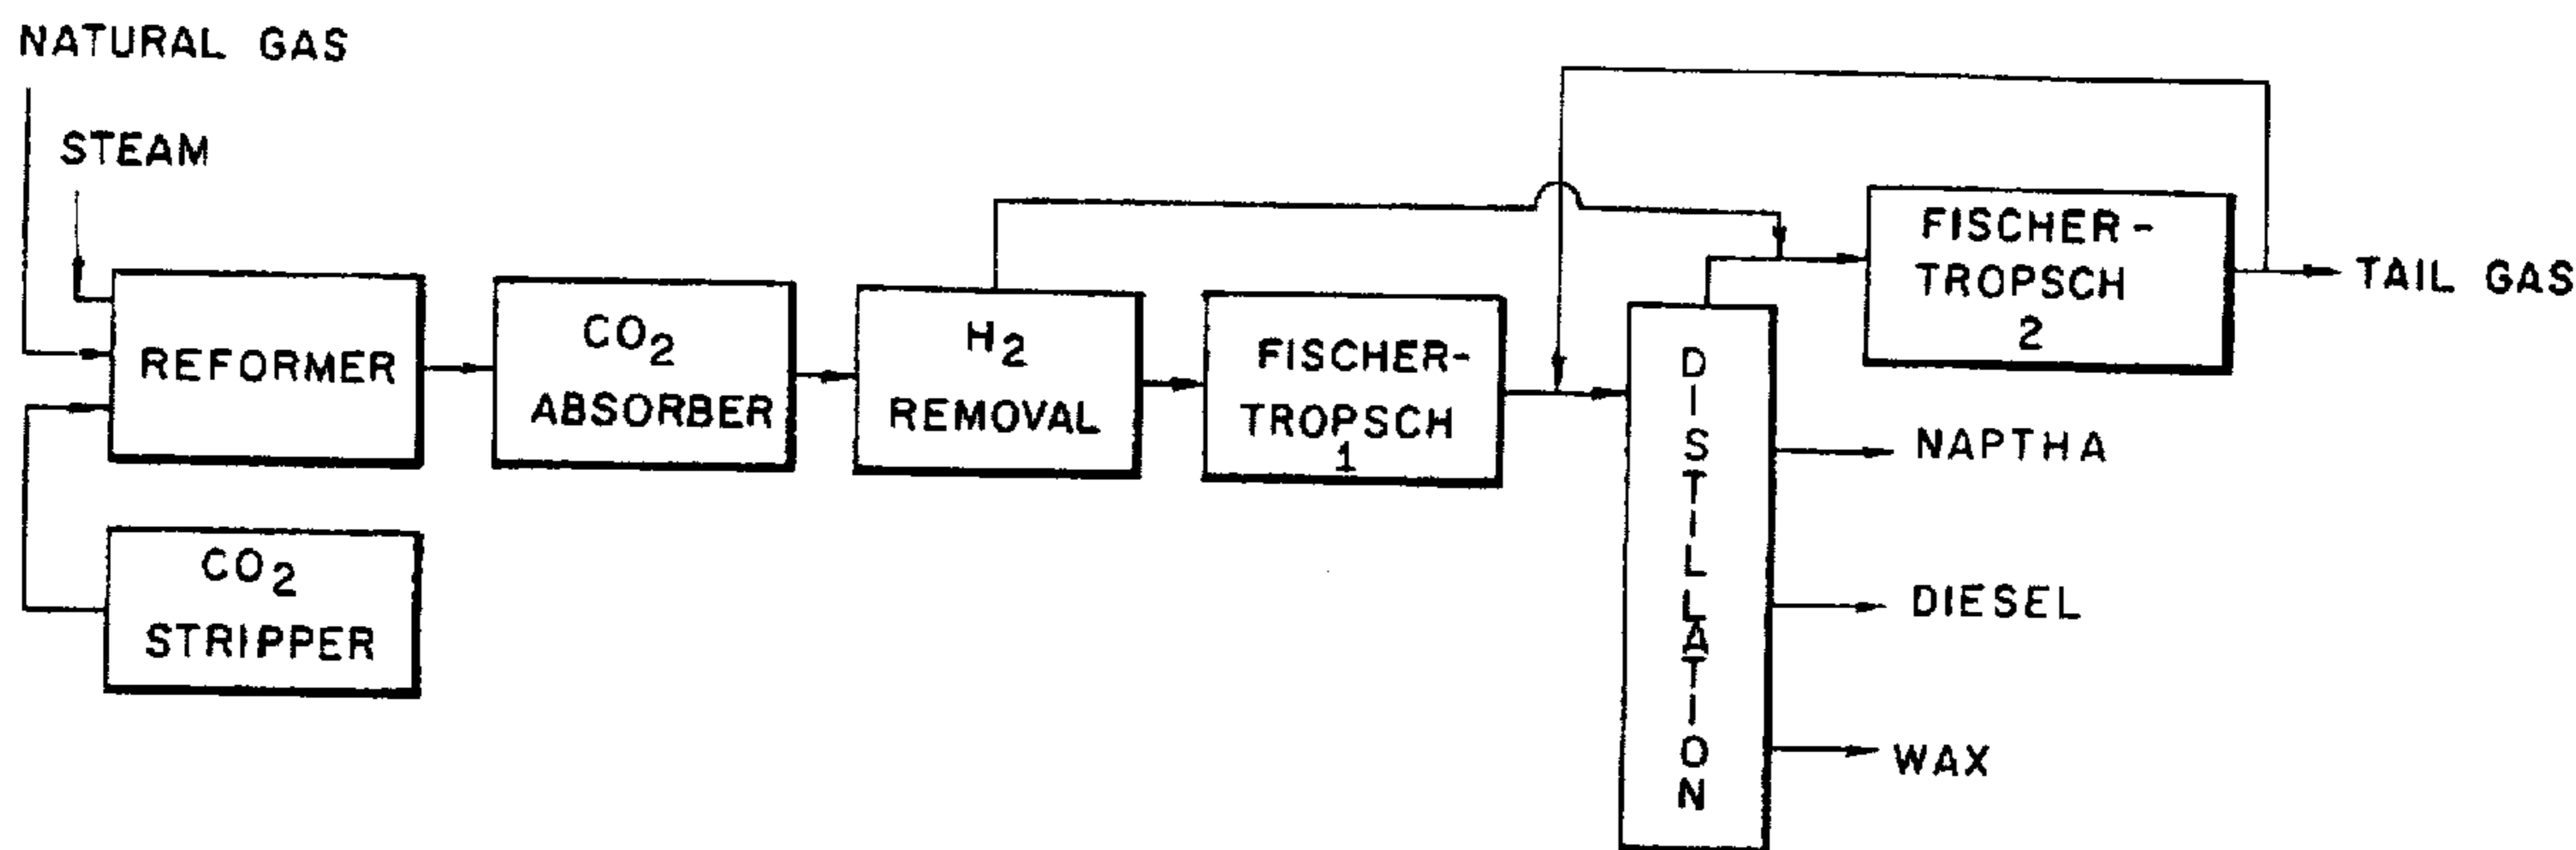 NATURAL GAS
STEAM
REFORMER
CO2
STRIPPER
CO2
ABSORBER
H2
REMOVAL
FISCHER-
TROPSCH
1
DISTILLATION
FISCHER-
TROPSCH
2
TAIL GAS
NAPTHA
DIESEL
WAX